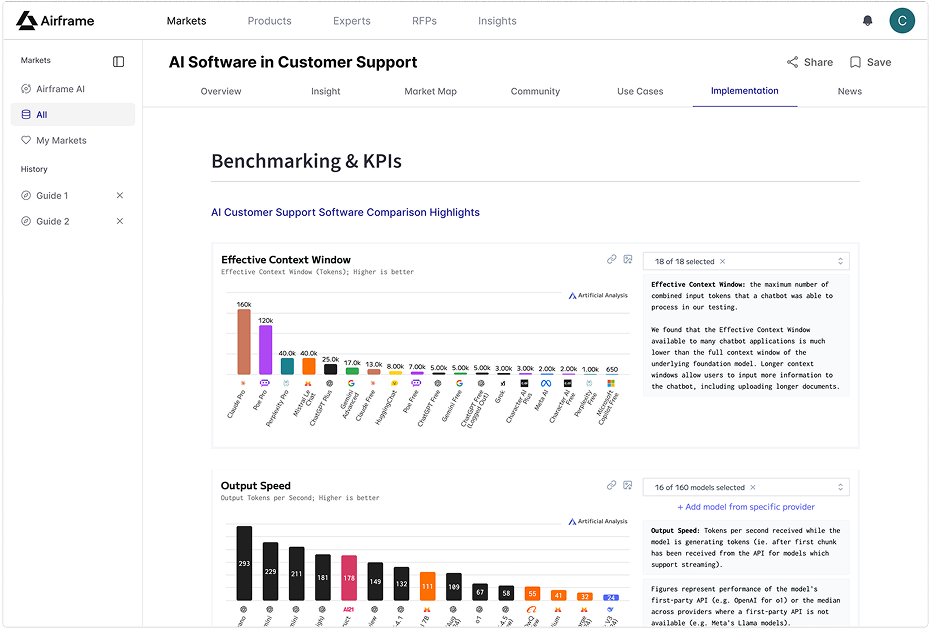 Airframe
Markets Products Experts RFPs Insights
C
Markets
Airframe AI
All
My Markets
History
Guide 1
Guide 2
AI Software in Customer Support
Share Save
Overview Insight Market Map Community Use Cases Implementation News
Benchmarking & KPIs
AI Customer Support Software Comparison Highlights
Effective Context Window
Effective Context Window (Tokens); Higher is better
Artificial Analysis
160k 120k 40.0k 40.0k 25.0k 17.0k 13.0k 8.00k 7.00k 5.00k 5.00k 5.00k 3.00k 3.00k 2.00k 2.00k 1.00k 650
Claude Pro
Poe Pro
Perplexity Pro
Mistral Le Chat
ChatGPT Plus
Gemini Advanced
Claude Free
HuggingChat
Poe Free
ChatGPT Free
Gemini Free
ChatGPT Free (Logged Out)
Grok
Character AI Plus
Meta AI
Character AI Free
Perplexity Free
Microsoft Copilot Free
18 of 18 selected
Effective Context Window: the maximum number of
combined input tokens that a chatbot was able to
process in our testing.
We found that the Effective Context Window
available to many chatbot applications is much
lower than the full context window of the
underlying foundation model. Longer context
windows allow users to input more information to
the chatbot, including uploading longer documents.
Output Speed
Output Tokens per Second; Higher is better
Artificial Analysis
293 229 211 181 178 149 132 111 109 67 58 55 41 32 24
AI21
16 of 160 models selected
+ Add model from specific provider
Output Speed: Tokens per second received while the
model is generating tokens (ie. after first chunk
has been received from the API for models which
support streaming).
Figures represent performance of the model's
first-party API (e.g. OpenAI for o1) or the median
across providers where a first-party API is not
available (e.g. Meta's Llama models).